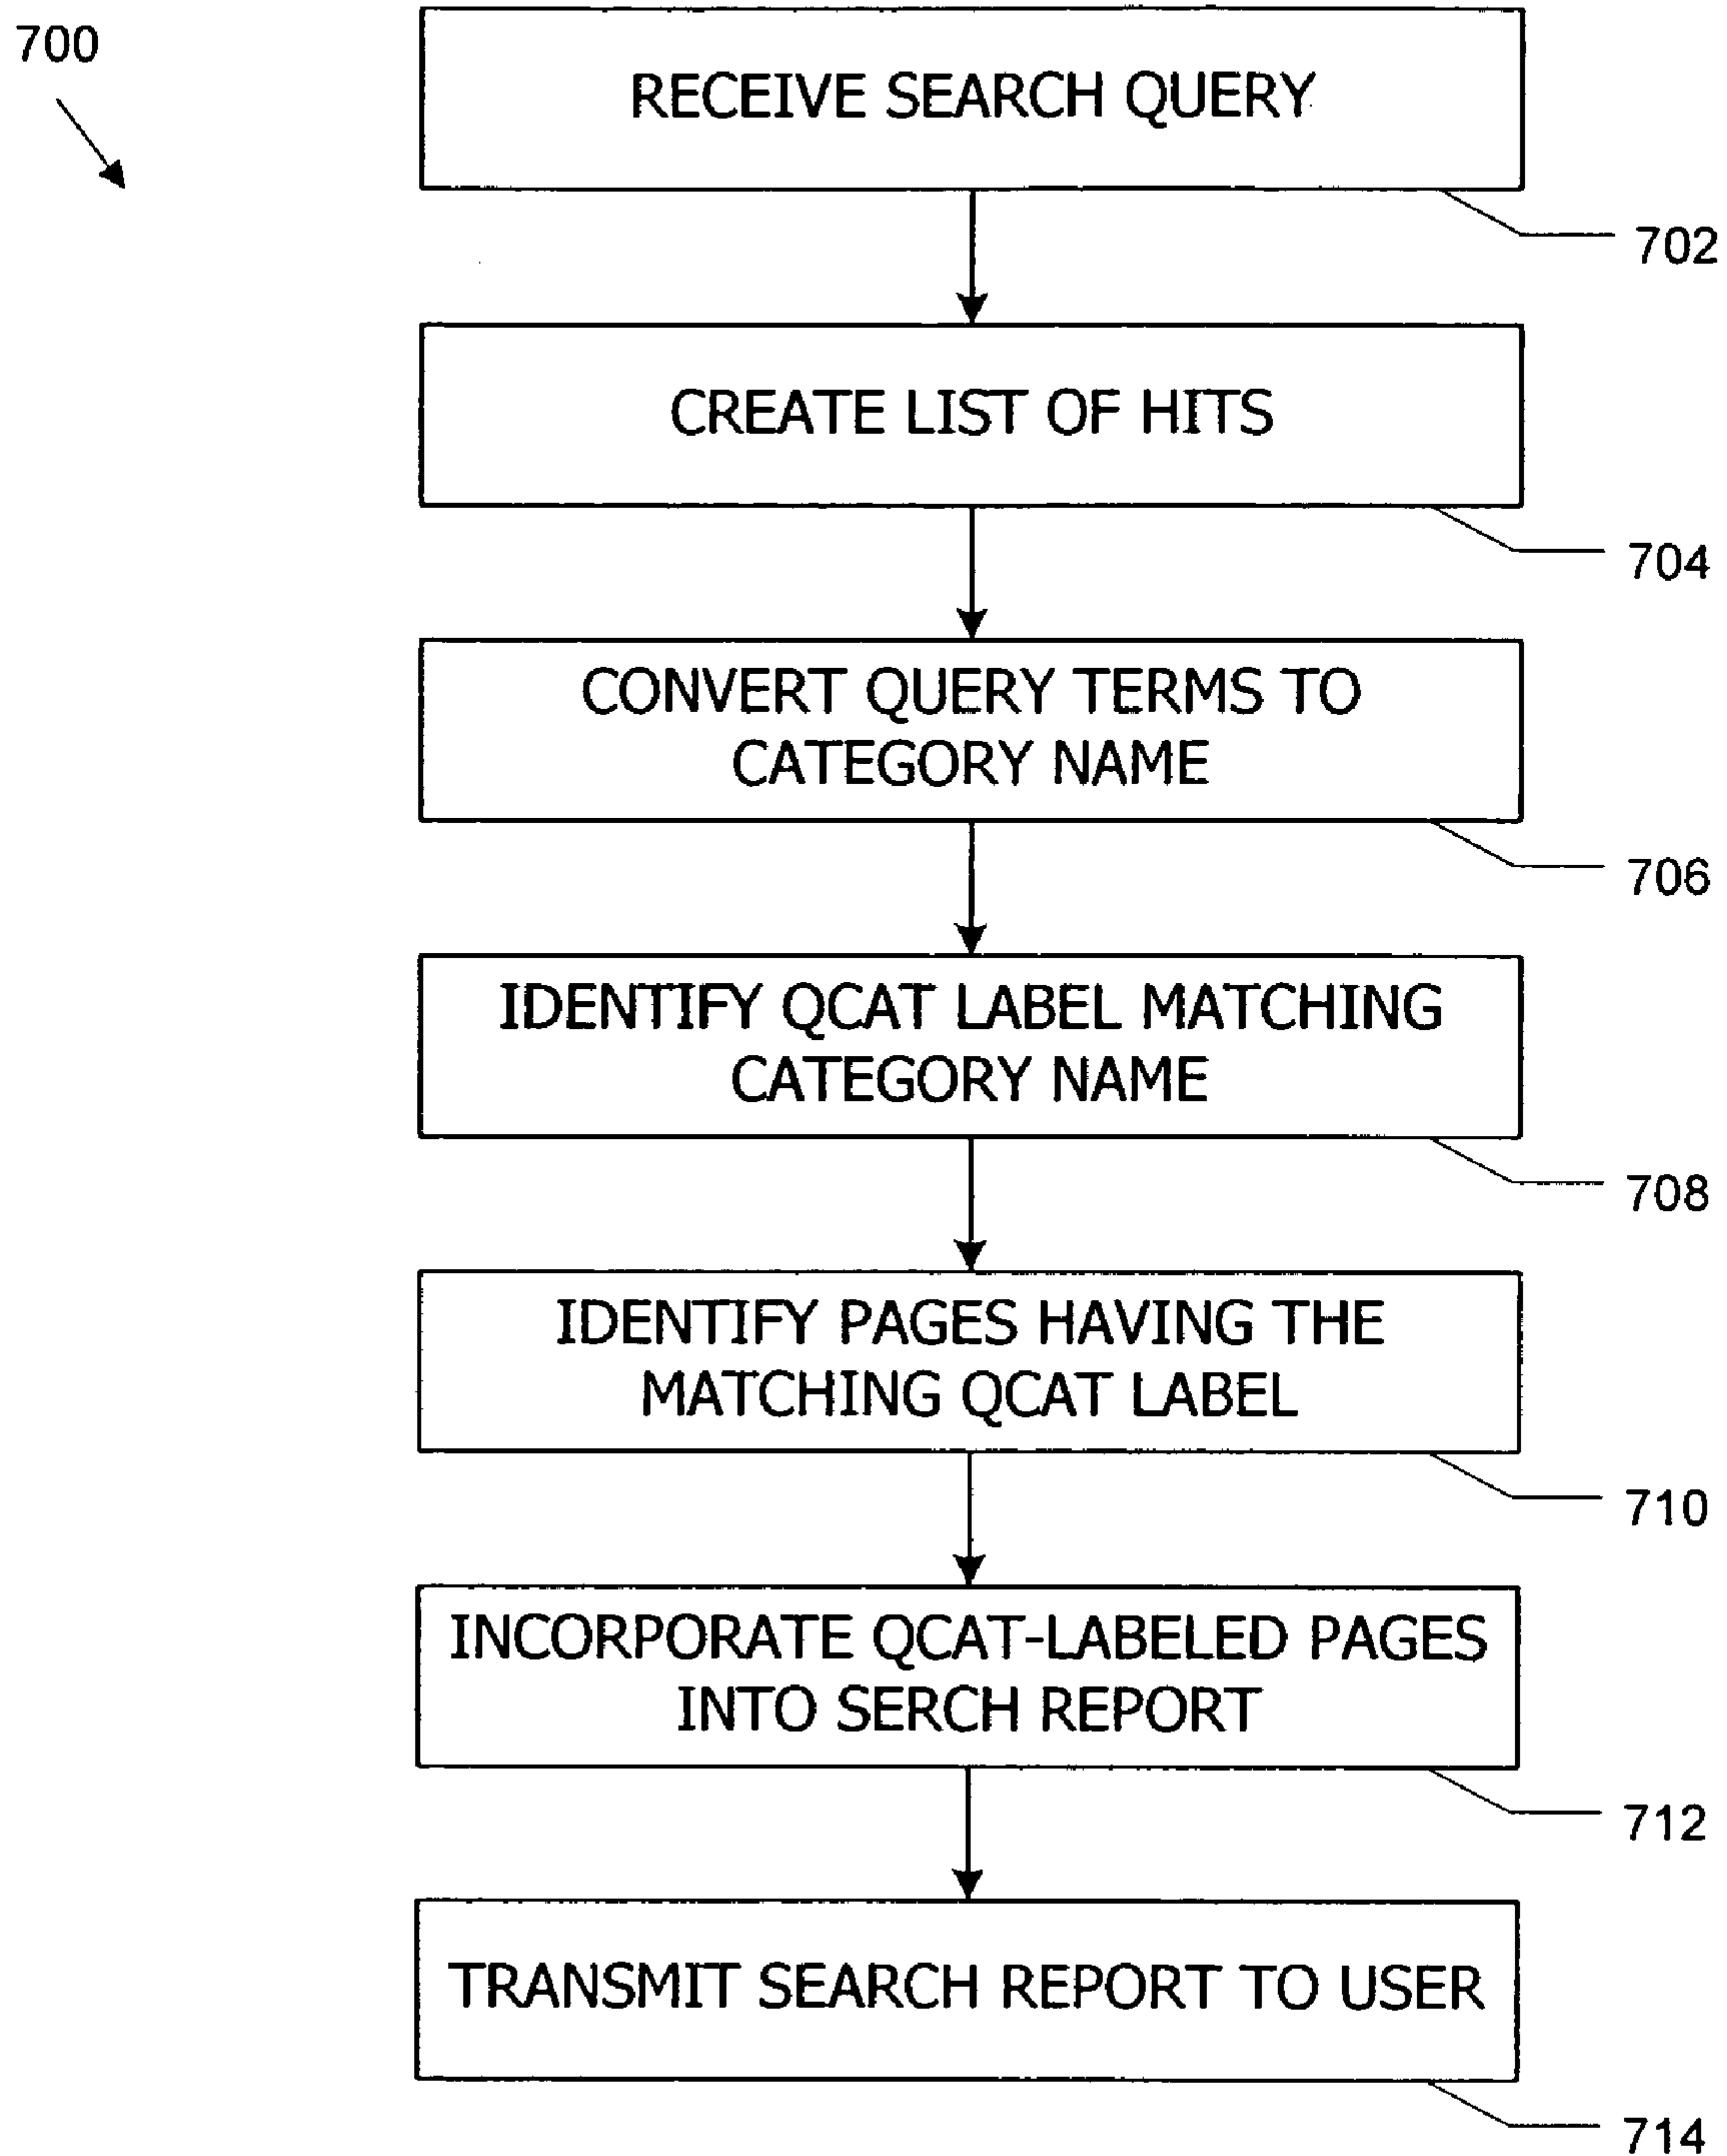 700
RECEIVE SEARCH QUERY
702
CREATE LIST OF HITS
704
CONVERT QUERY TERMS TO
CATEGORY NAME
706
IDENTIFY QCAT LABEL MATCHING
CATEGORY NAME
708
IDENTIFY PAGES HAVING THE
MATCHING QCAT LABEL
710
INCORPORATE QCAT-LABELED PAGES
INTO SERCH REPORT
712
TRANSMIT SEARCH REPORT TO USER
714